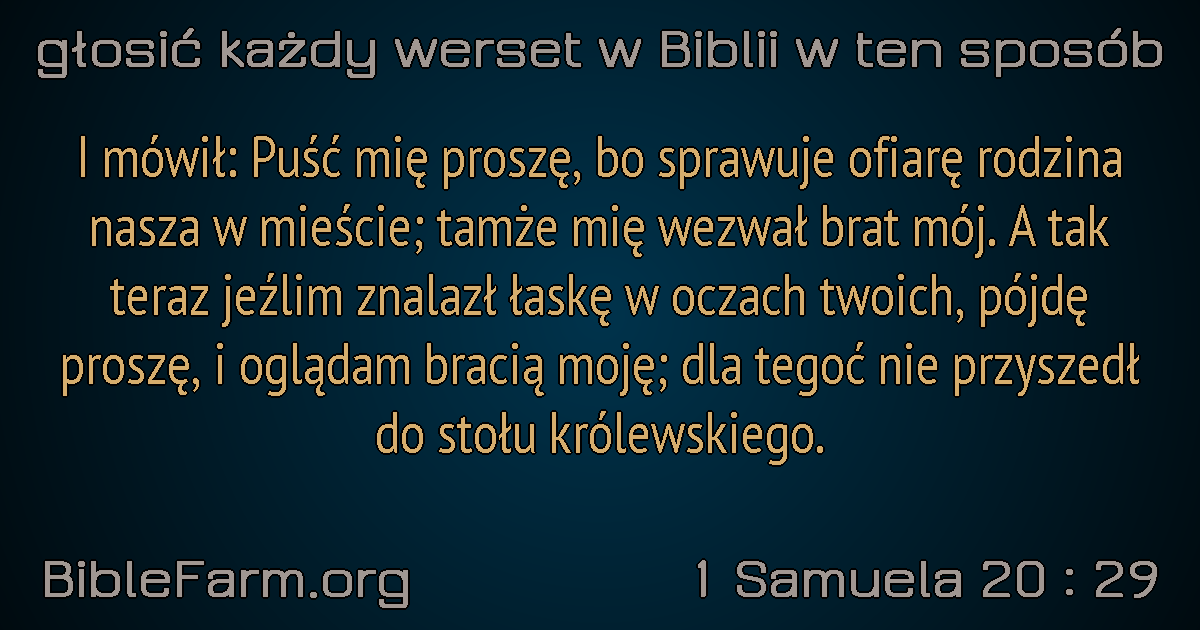 głosić każdy werset w Biblii w ten sposób
I mówił: Puść mię proszę, bo sprawuje ofiarę rodzina
nasza w mieście; tamże mię wezwał brat mój. A tak
teraz jeźlim znalazł łaskę w oczach twoich, pójdę
proszę, i oglądam bracią moję; dla tegoć nie przyszedł
do stołu królewskiego.
BibleFarm.org
1 Samuela 20 : 29